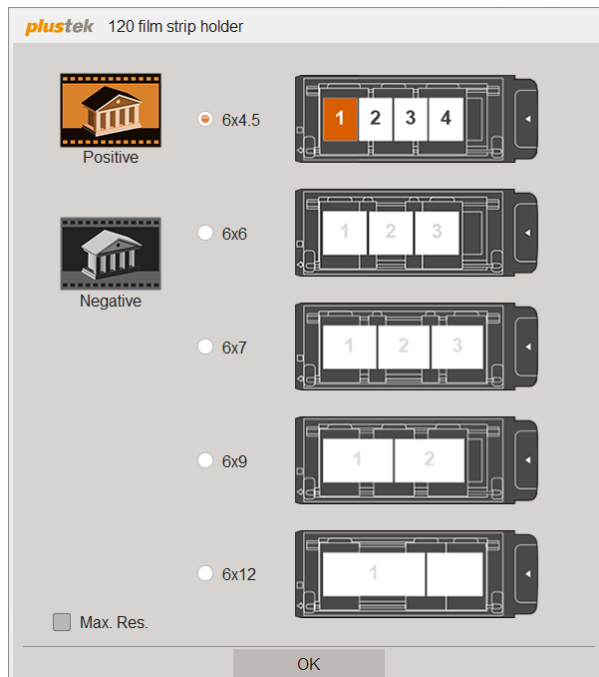 plustek 120 film strip holder
Positive
6x4.5
1 2 3 4
Negative
6x6
1 2 3
6x7
1 2 3
6x9
1 2
6x12
1
Max. Res.
OK